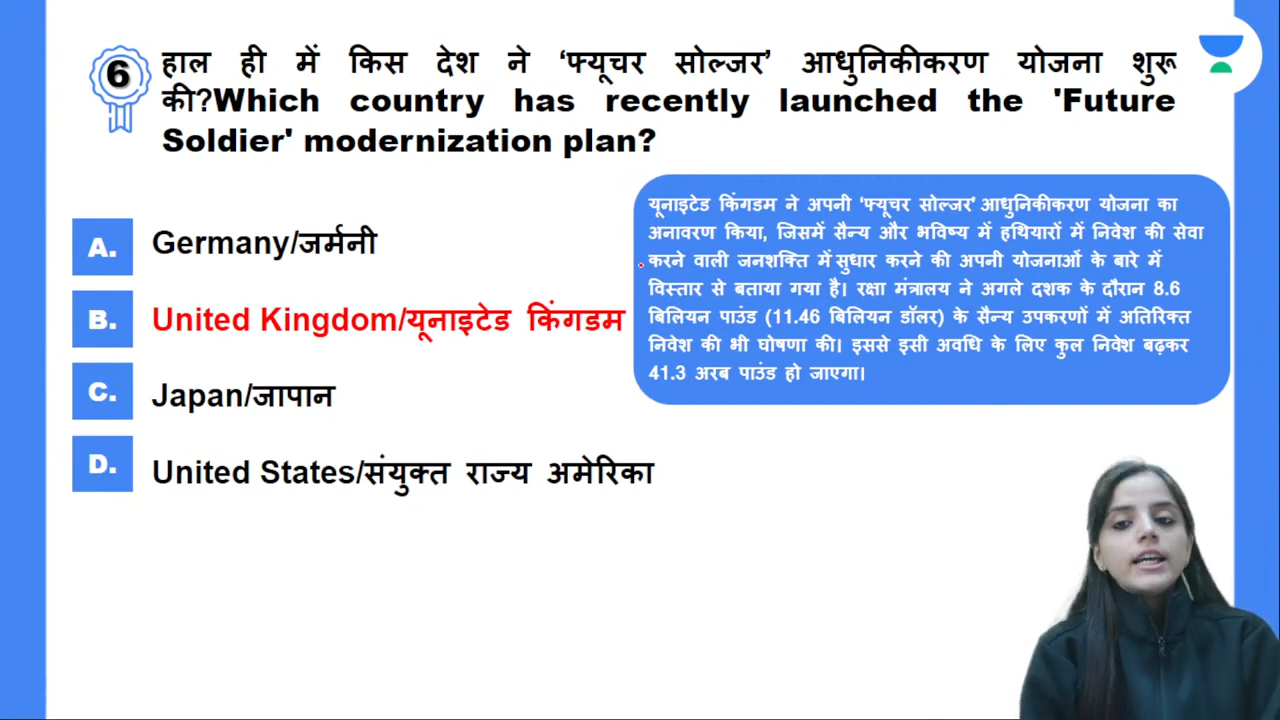 6
हाल ही में किस देश ने ‘फ्यूचर सोल्जर’ आधुनिकीकरण योजना शुरू
की?Which country has recently launched the 'Future
Soldier' modernization plan?
यूनाइटेड किंगडम ने अपनी ‘फ्यूचर सोल्जर’ आधुनिकीकरण योजना का
अनावरण किया, जिसमें सैन्य और भविष्य में हथियारों में निवेश की सेवा
करने वाली जनशक्ति में सुधार करने की अपनी योजनाओं के बारे में
विस्तार से बताया गया है। रक्षा मंत्रालय ने अगले दशक के दौरान 8.6
बिलियन पाउंड (11.46 बिलियन डॉलर) के सैन्य उपकरणों में अतिरिक्त
निवेश की भी घोषणा की। इससे इसी अवधि के लिए कुल निवेश बढ़कर
41.3 अरब पाउंड हो जाएगा।
A. Germany/जर्मनी
B. United Kingdom/यूनाइटेड किंगडम
C. Japan/जापान
D. United States/संयुक्त राज्य अमेरिका